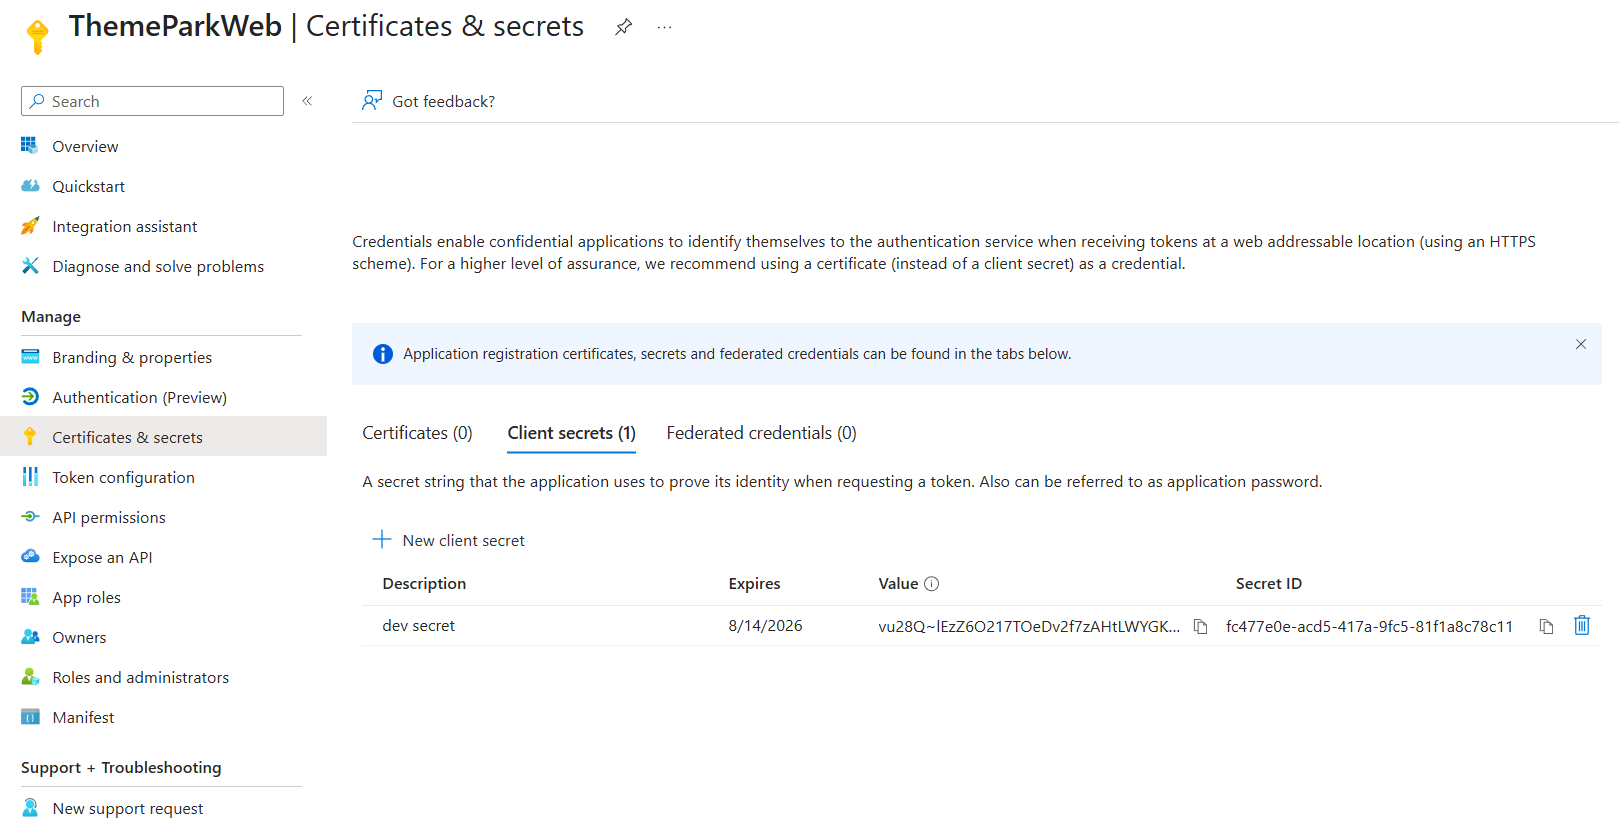 ThemeParkWeb | Certificates & secrets
Search
Got feedback?
Overview
Quickstart
Integration assistant
Diagnose and solve problems
Manage
Branding & properties
Authentication (Preview)
Certificates & secrets
Token configuration
API permissions
Expose an API
App roles
Owners
Roles and administrators
Manifest
Support + Troubleshooting
New support request
Credentials enable confidential applications to identify themselves to the authentication service when receiving tokens at a web addressable location (using an HTTPS
scheme). For a higher level of assurance, we recommend using a certificate (instead of a client secret) as a credential.
Application registration certificates, secrets and federated credentials can be found in the tabs below.
Certificates (0) Client secrets (1) Federated credentials (0)
A secret string that the application uses to prove its identity when requesting a token. Also can be referred to as application password.
New client secret
Description Expires Value Secret ID
dev secret 8/14/2026 vu28Q~lEzZ6O217TOeDv2f7zAHtLWYGK... fc477e0e-acd5-417a-9fc5-81f1a8c78c11